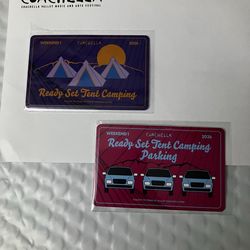 COACHELLA
COACHELLA VALLEY MUSIC AND ARTS FESTIVAL
WEEKEND 1
COACHELLA
2025
Ready Set Tent Camping
WEEKEND 1
COACHELLA
2025
Ready Set Tent Camping
Parking